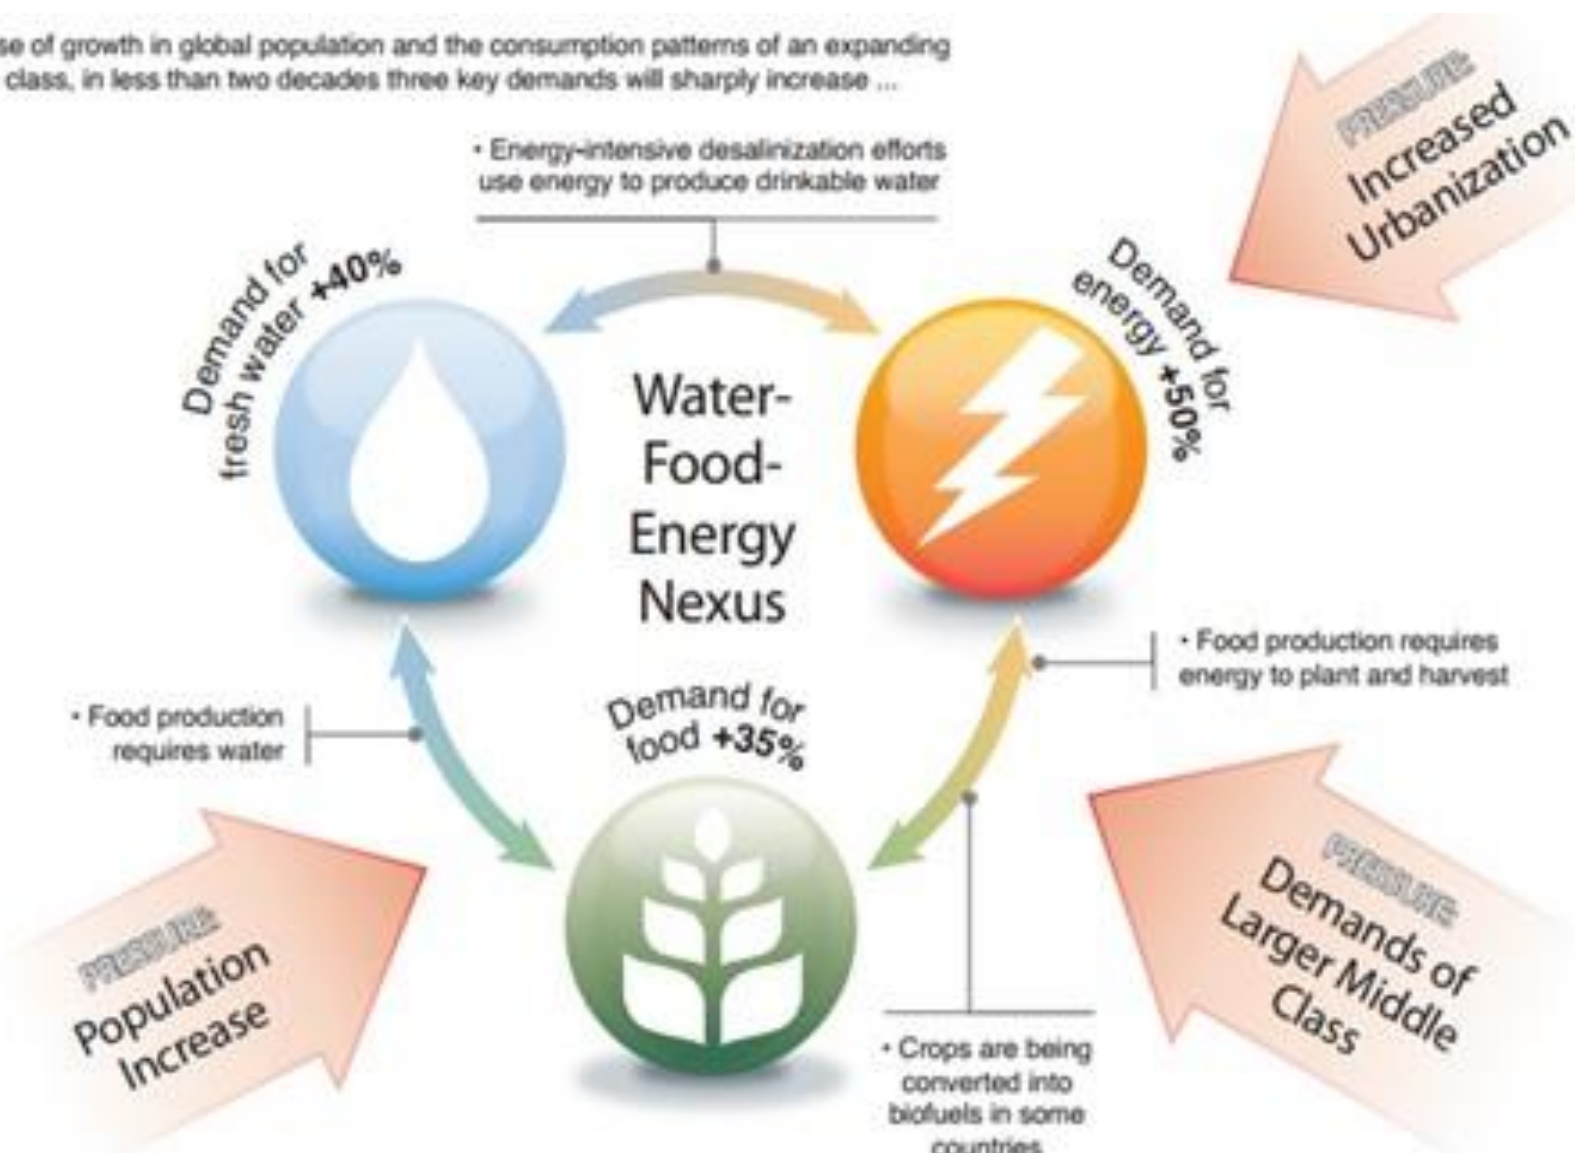 se of growth in global population and the consumption patterns of an expanding
class, in less than two decades three key demands will sharply increase ...
• Energy-intensive desalinization efforts
use energy to produce drinkable water
PRESSURE:
Increased
Urbanization
Demand for
fresh water +40%
Demand for
energy +50%
Water-
Food-
Energy
Nexus
• Food production requires
energy to plant and harvest
• Food production
requires water
Demand for
food +35%
PRESSURE:
Population
Increase
PRESSURE:
Demands of
Larger Middle
Class
• Crops are being
converted into
biofuels in some
countries